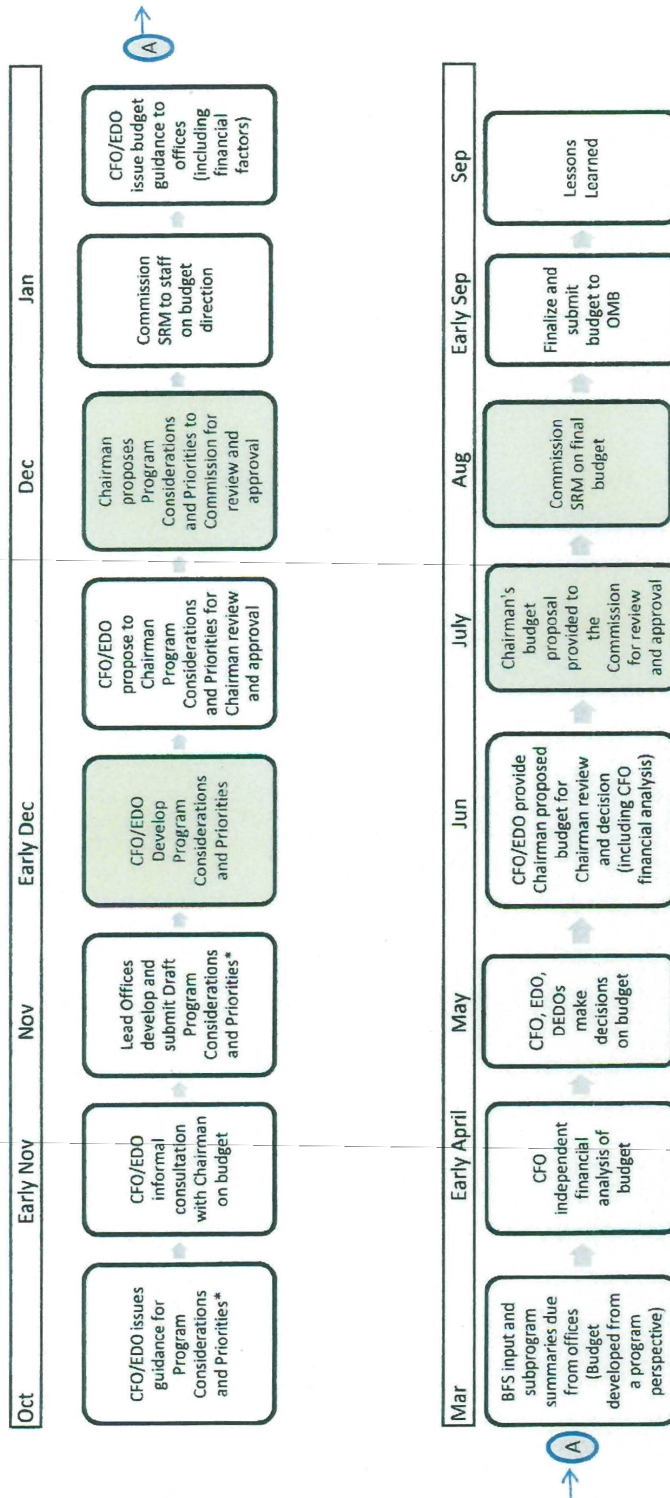 Oct
Early Nov
Nov
Early Dec
Dec
Jan
CFO/EDO issues
guidance for
Program
Considerations
and Priorities*
CFO/EDO
informal
consultation
with Chairman
on budget
Lead Offices
develop and
submit Draft
Program
Considerations
and Priorities*
CFO/EDO
Develop
Program
Considerations
and Priorities
CFO/EDO
propose to
Chairman
Program
Considerations
and Priorities for
Chairman review
and approval
Chairman
proposes
Program
Considerations
and Priorities to
Commission for
review and
approval
Commission
SRM to staff
on budget
direction
CFO/EDO
issue budget
guidance to
offices
(including
financial
factors)
A
Mar
Early April
May
Jun
July
Aug
Early Sep
Sep
A
BFS input and
subprogram
summaries due
from offices
(Budget
developed from
a program
perspective)
CFO
independent
financial
analysis of
budget
CFO, EDO,
DEDOs
make
decisions
on budget
CFO/EDO provide
Chairman proposed
budget for
Chairman review
and decision
(including CFO
financial analysis)
Chairman's
budget
proposal
provided to
the
Commission
for review
and approval
Commission
SRM on final
budget
Finalize and
submit
budget to
OMB
Lessons
Learned